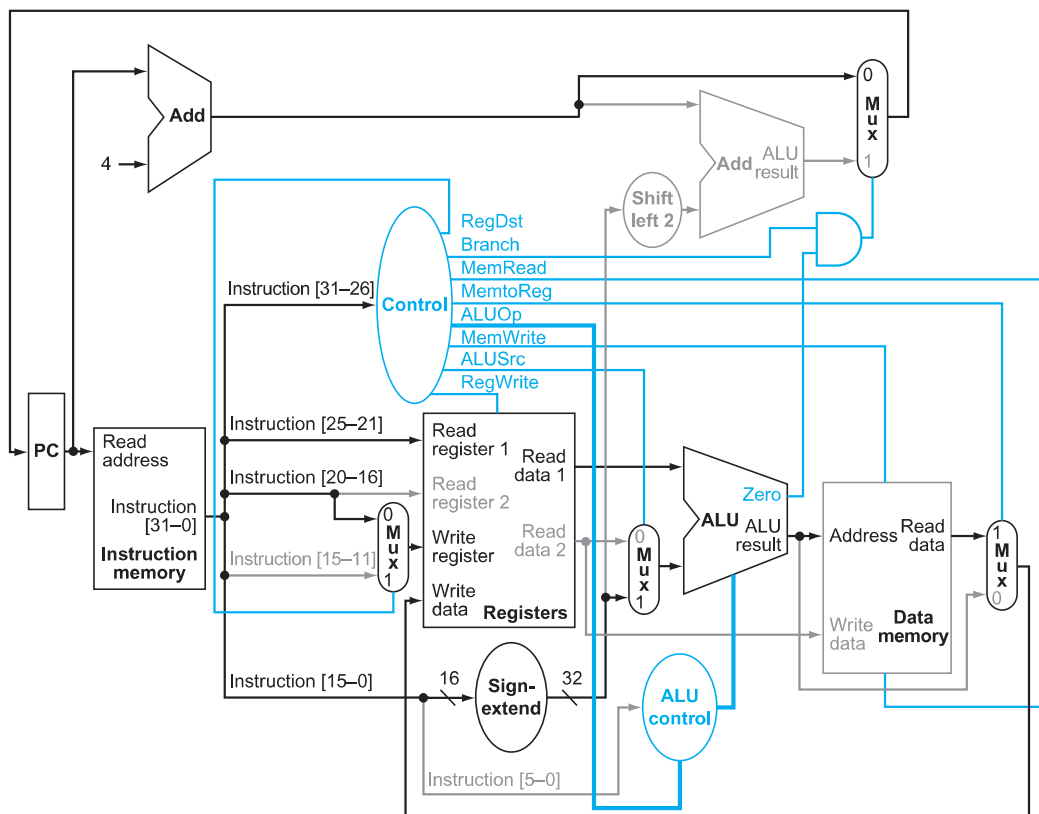 0
M
u
x
1
Add
4
Add
ALU
result
Shift
left 2
RegDst
Branch
MemRead
MemtoReg
ALUOp
MemWrite
ALUSrc
RegWrite
Control
Instruction [31–26]
PC
Read
address
Instruction
[31–0]
Instruction
memory
Instruction [25–21]
Instruction [20–16]
Instruction [15–11]
0
M
u
x
1
Read
register 1
Read
register 2
Write
register
Write
data
Read
data 1
Read
data 2
Registers
0
M
u
x
1
Zero
ALU
ALU
result
Address
Read
data
Write
data
Data
memory
1
M
u
x
0
Instruction [15–0]
16
Sign-
extend
32
ALU
control
Instruction [5–0]